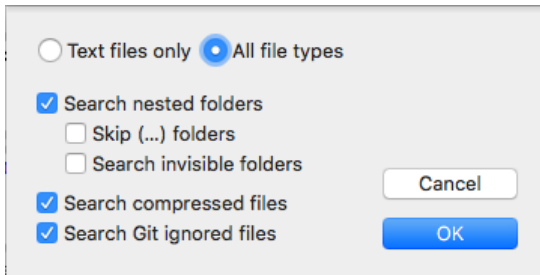 Text files only All file types
Search nested folders
Skip (...) folders
Search invisible folders
Cancel
Search compressed files
Search Git ignored files
OK